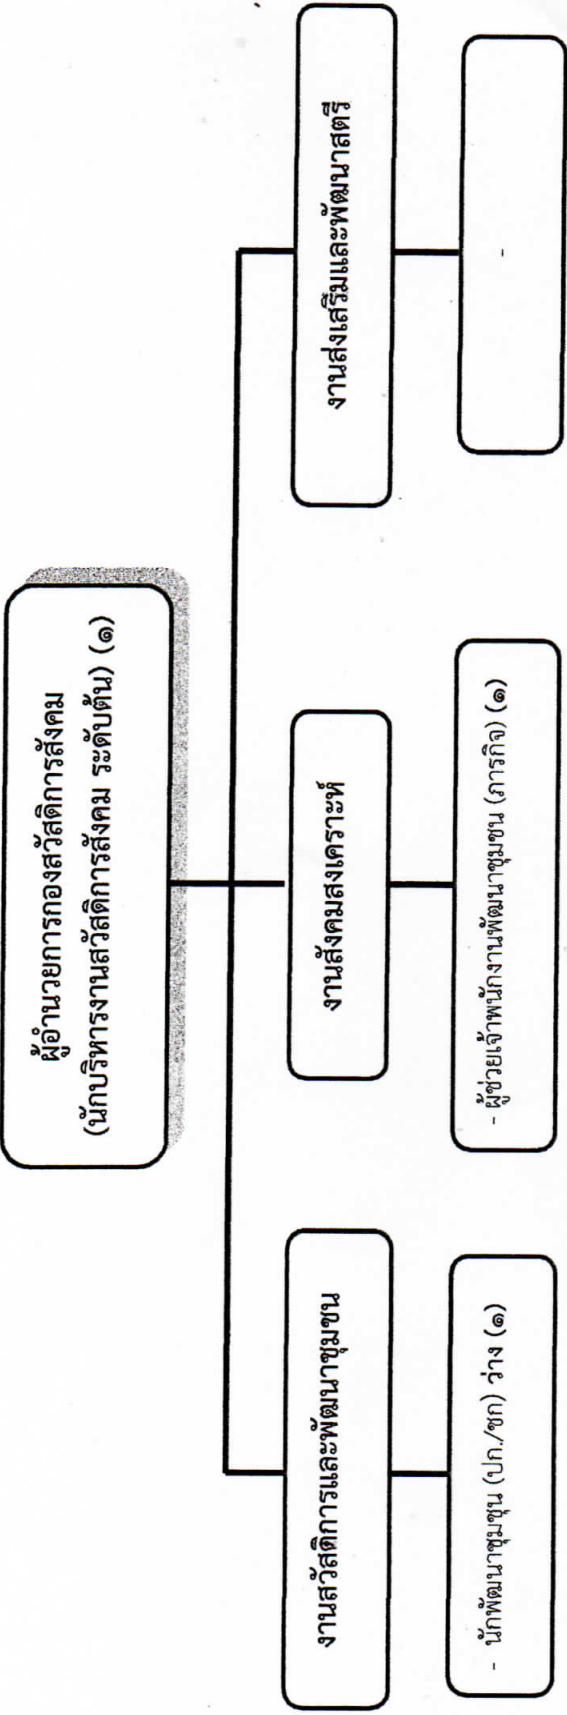 ผู้อำนวยการกองสวัสดิการสังคม
(นักบริหารงานสวัสดิการสังคม ระดับต้น) (๑)
งานสวัสดิการและพัฒนาชุมชน
งานสังคมสงเคราะห์
งานส่งเสริมและพัฒนาสตรี
- นักพัฒนาชุมชุน (ปก./ชก) ว่าง (๑)
- ผู้ช่วยเจ้าพนักงานพัฒนาชุมชน (ภารกิจ) (๑)
-